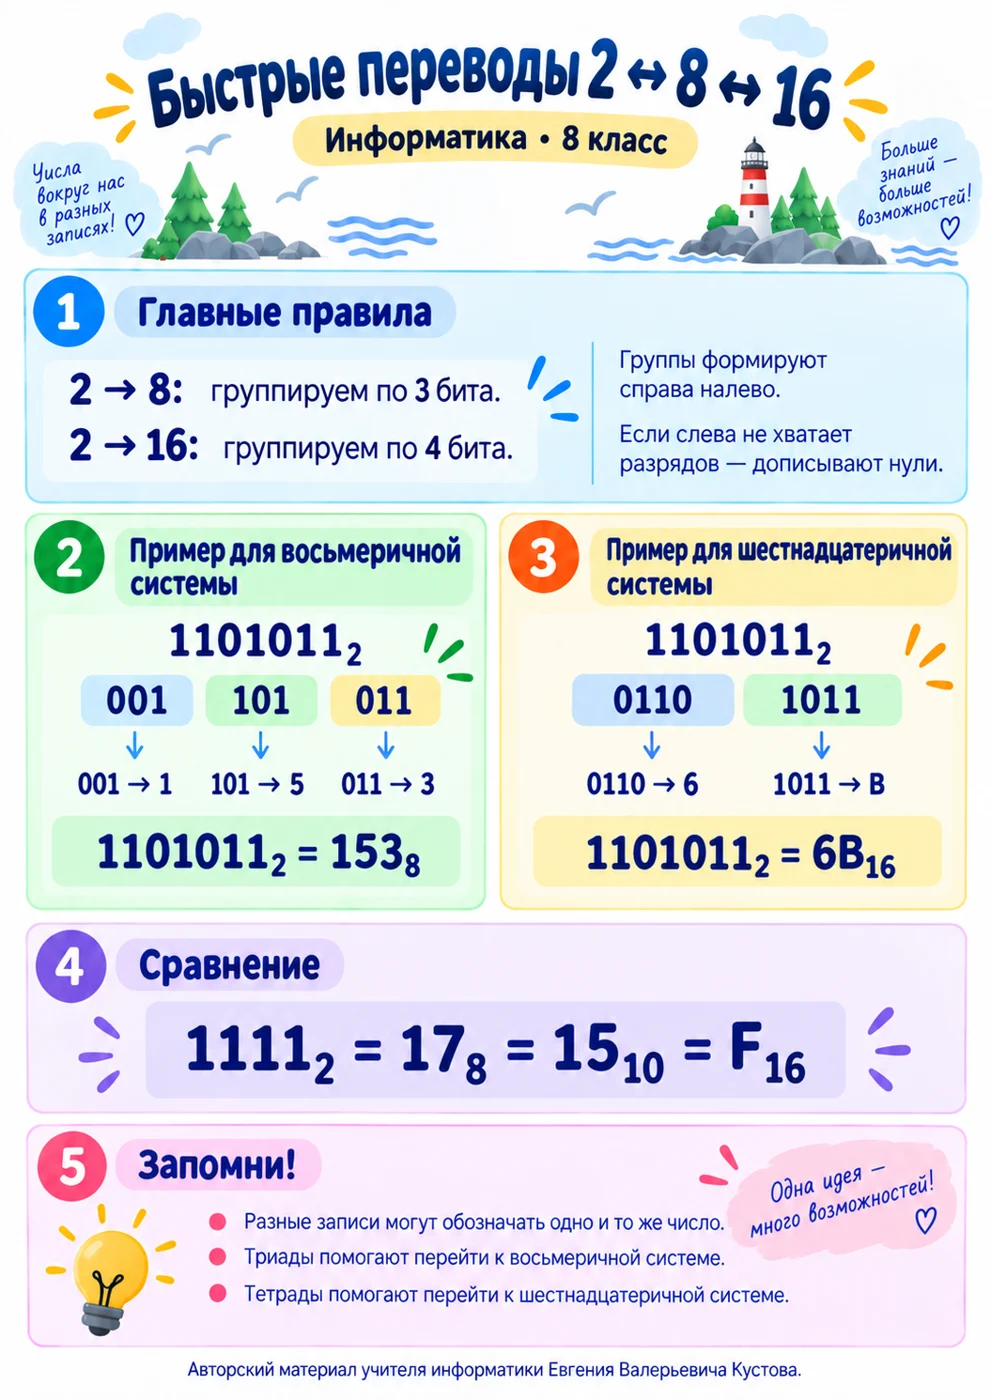 Быстрые переводы 2 ↔ 8 ↔ 16
Информатика • 8 класс
Числа
вокруг нас
в разных
записях! ♡
Больше
знаний —
больше
возможностей!
♡
1 Главные правила
2 → 8: группируем по 3 бита.
2 → 16: группируем по 4 бита.
Группы формируют
справа налево.
Если слева не хватает
разрядов — дописывают нули.
2 Пример для восьмеричной
системы
1101011₂
001 101 011
001 → 1 101 → 5 011 → 3
1101011₂ = 153₈
3 Пример для шестнадцатеричной
системы
1101011₂
0110 1011
0110 → 6 1011 → B
1101011₂ = 6B₁₆
4 Сравнение
1111₂ = 17₈ = 15₁₀ = F₁₆
5 Запомни!
Разные записи могут обозначать одно и то же число.
Триады помогают перейти к восьмеричной системе.
Тетрады помогают перейти к шестнадцатеричной системе.
Одна идея —
много возможностей!
♡
Авторский материал учителя информатики Евгения Валерьевича Кустова.